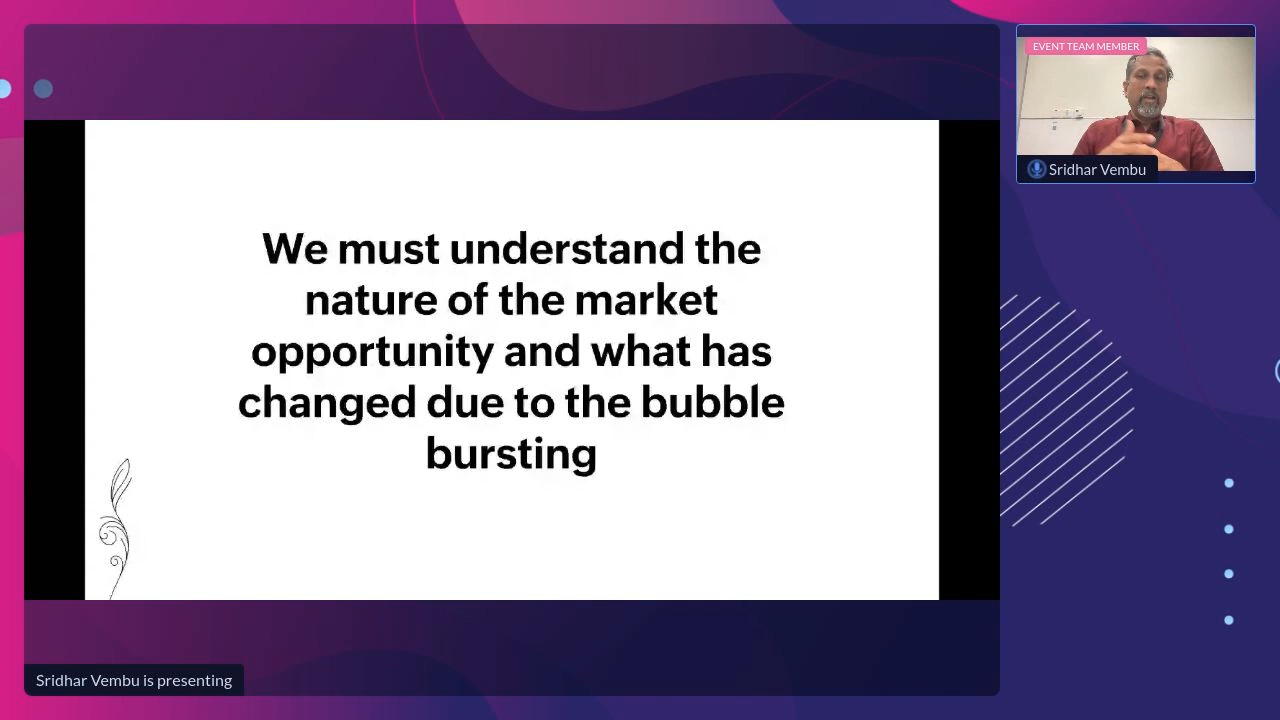 EVENT TEAM MEMBER
Sridhar Vembu
We must understand the
nature of the market
opportunity and what has
changed due to the bubble
bursting
Sridhar Vembu is presenting